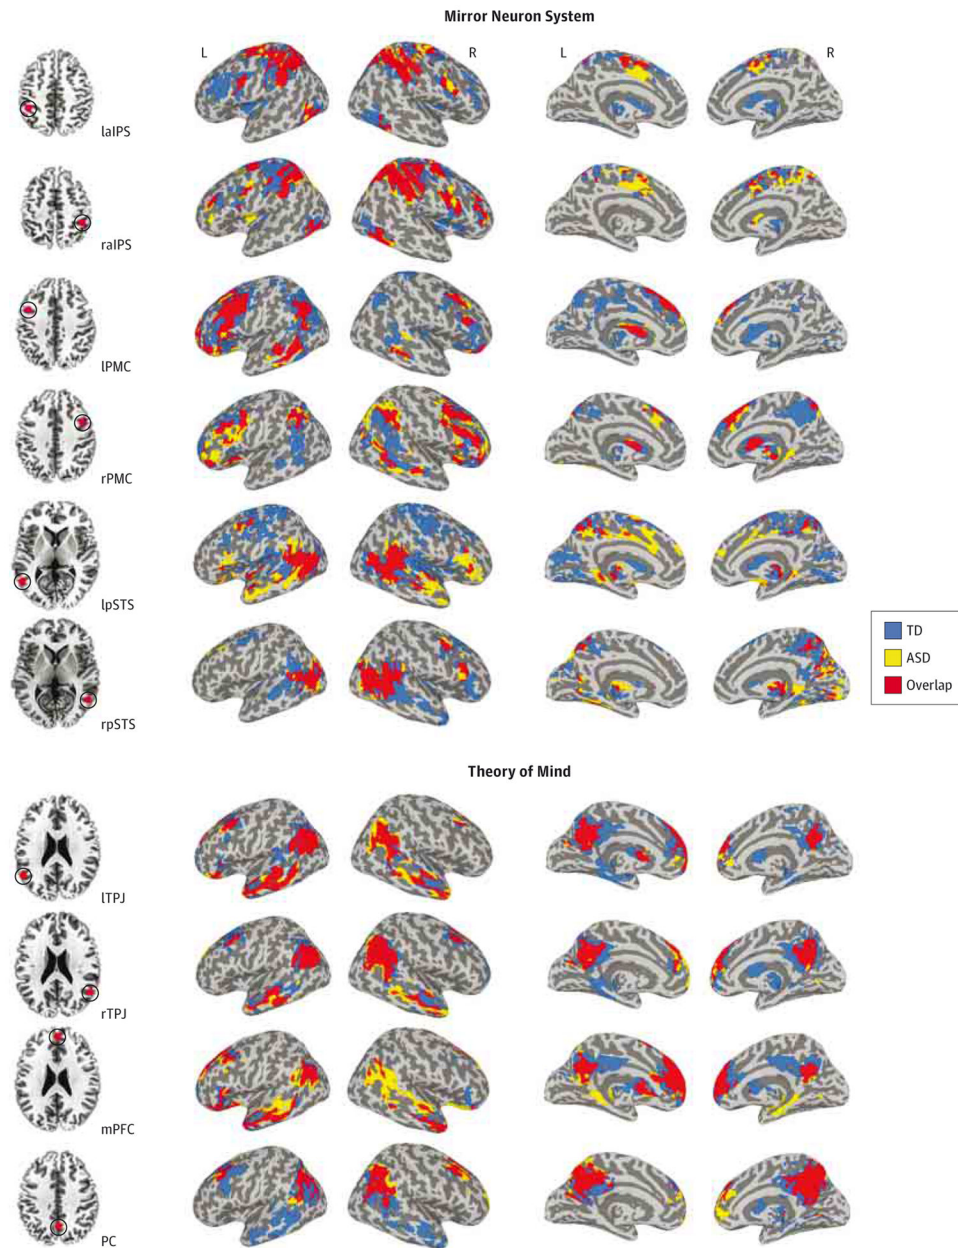 Mirror Neuron System
L
R
L
R
laIPS
raIPS
lPMC
rPMC
lpSTS
TD
ASD
Overlap
rpSTS
Theory of Mind
lTPJ
rTPJ
mPFC
PC